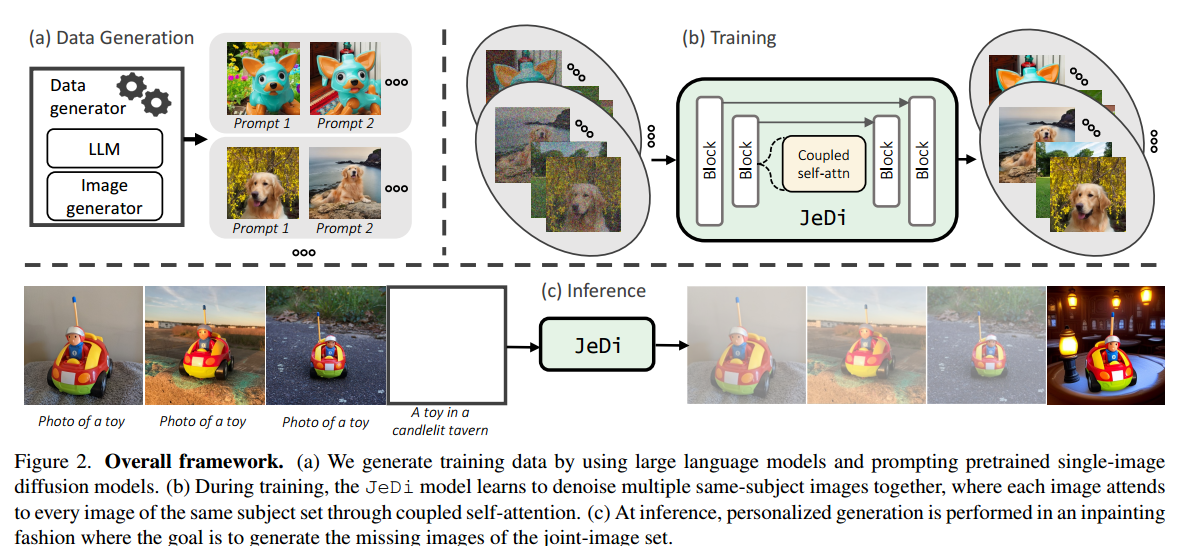 (a) Data Generation
Data
generator
LLM
Image
generator
Prompt 1
Prompt 2
Prompt 1
Prompt 2
(b) Training
Block
Block
Coupled
self-attn
Block
Block
JeDi
(c) Inference
JeDi
Photo of a toy
Photo of a toy
Photo of a toy
A toy in a
candlelit tavern
Figure 2. Overall framework. (a) We generate training data by using large language models and prompting pretrained single-image
diffusion models. (b) During training, the JeDi model learns to denoise multiple same-subject images together, where each image attends
to every image of the same subject set through coupled self-attention. (c) At inference, personalized generation is performed in an inpainting
fashion where the goal is to generate the missing images of the joint-image set.